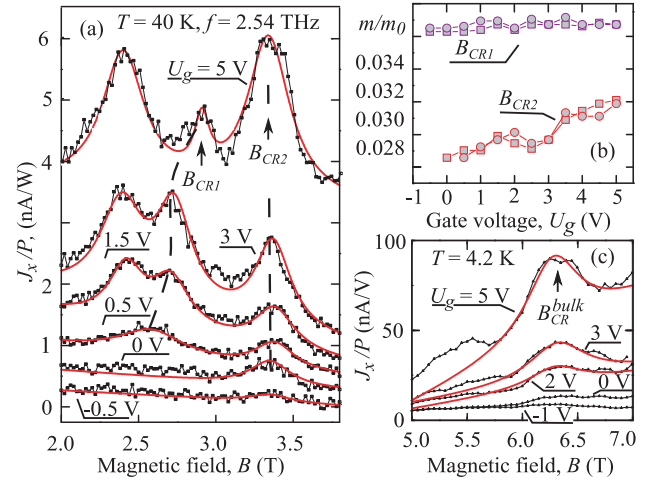 (a) T = 40 K, f = 2.54 THz
U_g = 5 V
B_CR1
B_CR2
1.5 V
3 V
0.5 V
0 V
-0.5 V
6
5
4
2
1
0
J_x/P, (nA/W)
2.0 2.5 3.0 3.5
Magnetic field, B (T)
m/m_0
0.036
0.034
0.032
0.030
0.028
B_CR1
B_CR2
(b)
-1 0 1 2 3 4 5
Gate voltage, U_g (V)
T = 4.2 K (c)
U_g = 5 V
B_CR^bulk
3 V
2 V
0 V
-1 V
100
50
0
J_x/P (nA/V)
5.0 5.5 6.0 6.5 7.0
Magnetic field, B (T)